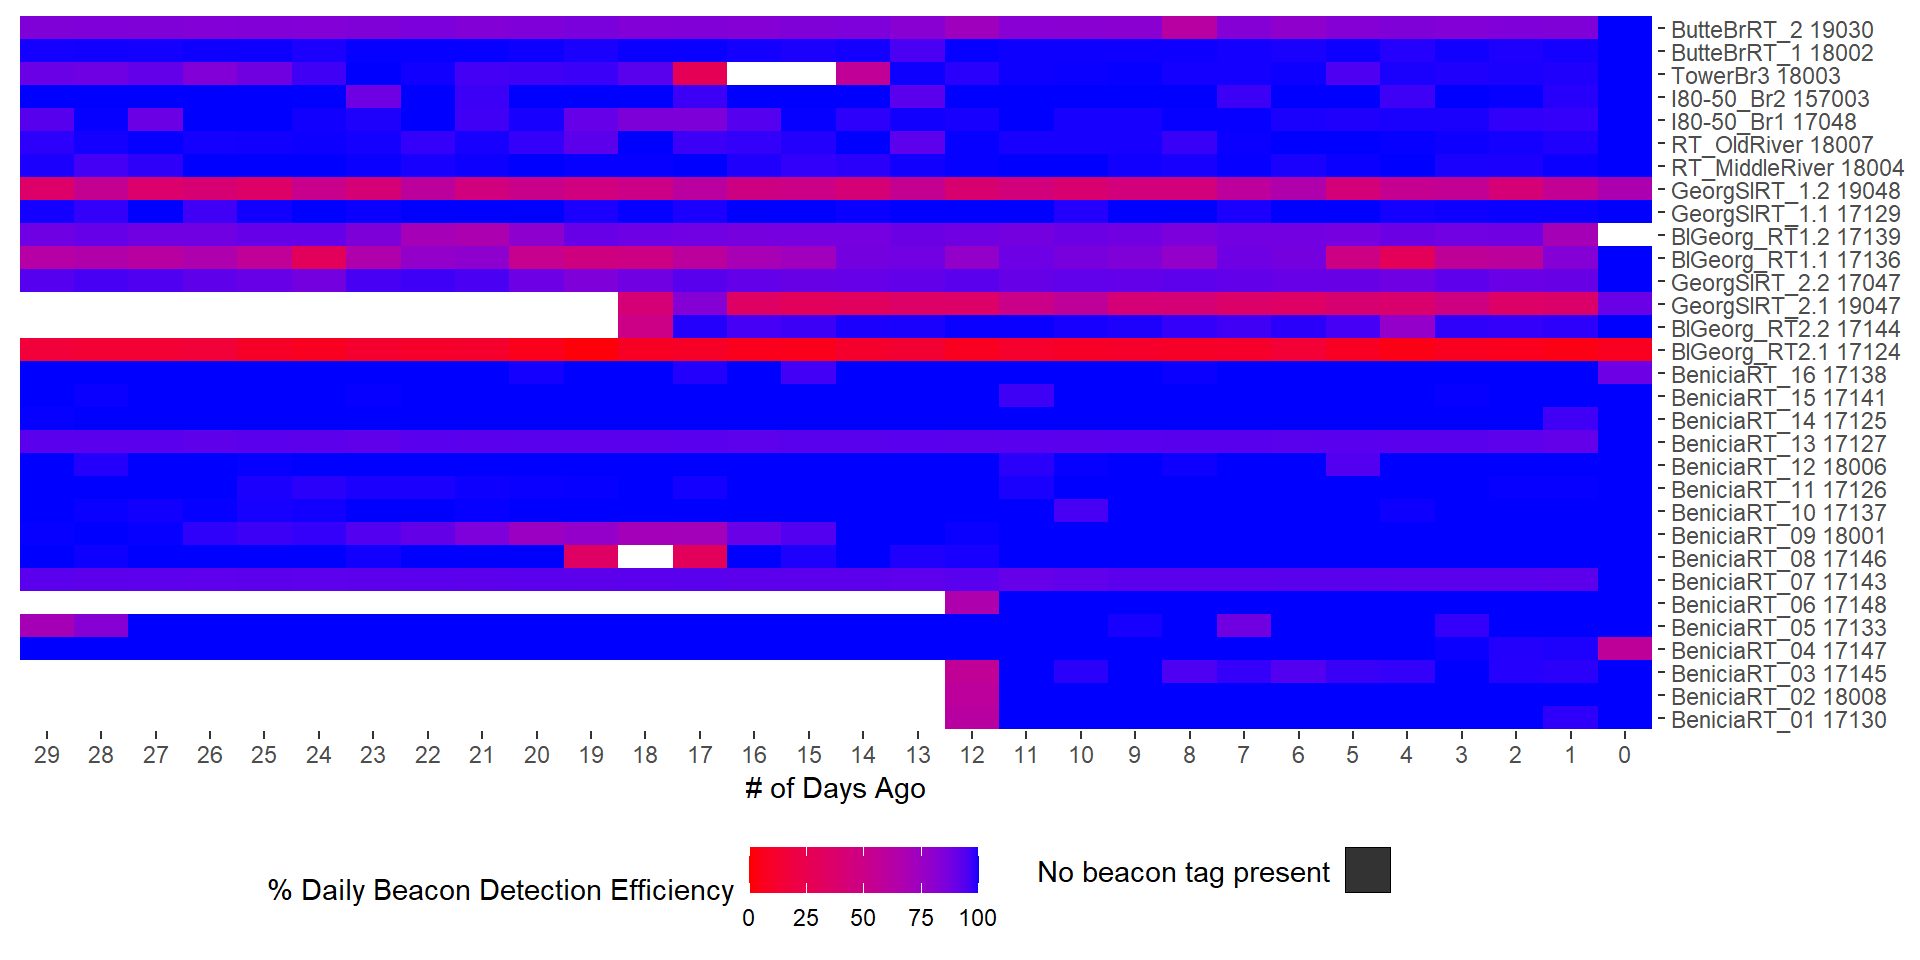 ButteBrRT_2 19030
ButteBrRT_1 18002
TowerBr3 18003
I80-50_Br2 157003
I80-50_Br1 17048
RT_OldRiver 18007
RT_MiddleRiver 18004
GeorgSlRT_1.2 19048
GeorgSlRT_1.1 17129
BlGeorg_RT1.2 17139
BlGeorg_RT1.1 17136
GeorgSlRT_2.2 17047
GeorgSlRT_2.1 19047
BlGeorg_RT2.2 17144
BlGeorg_RT2.1 17124
BeniciaRT_16 17138
BeniciaRT_15 17141
BeniciaRT_14 17125
BeniciaRT_13 17127
BeniciaRT_12 18006
BeniciaRT_11 17126
BeniciaRT_10 17137
BeniciaRT_09 18001
BeniciaRT_08 17146
BeniciaRT_07 17143
BeniciaRT_06 17148
BeniciaRT_05 17133
BeniciaRT_04 17147
BeniciaRT_03 17145
BeniciaRT_02 18008
BeniciaRT_01 17130
29 28 27 26 25 24 23 22 21 20 19 18 17 16 15 14 13 12 11 10 9 8 7 6 5 4 3 2 1 0
# of Days Ago
% Daily Beacon Detection Efficiency
0 25 50 75 100
No beacon tag present